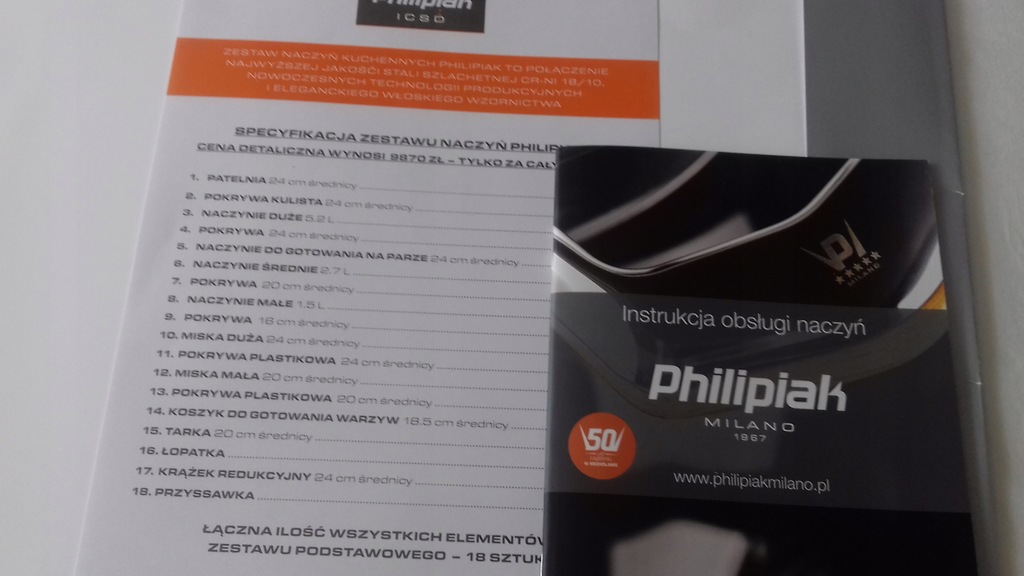 Philipiak
ICSD
ZESTAW NACZYŃ KUCHENNYCH PHILIPIAK TO POŁĄCZENIE
NAJWYŻSZEJ JAKOŚCI STALI SZLACHETNEJ CR-NI 18/10,
NOWOCZESNYCH TECHNOLOGII PRODUKCYJNYCH
I ELEGANCKIEGO WŁOSKIEGO WZORNICTWA
SPECYFIKACJA ZESTAWU NACZYŃ PHILIP
CENA DETALICZNA WYNOSI 9870 ZŁ – TYLKO ZA CAŁY
1. PATELNIA 24 cm średnicy
2. POKRYWA KULISTA 24 cm średnicy
3. NACZYNIE DUŻE 5.2 L
4. POKRYWA 24 cm średnicy
5. NACZYNIE DO GOTOWANIA NA PARZE 24 cm średnicy
6. NACZYNIE ŚREDNIE 2.7 L
7. POKRYWA 20 cm średnicy
8. NACZYNIE MAŁE 1.5 L
9. POKRYWA 16 cm średnicy
10. MISKA DUŻA 24 cm średnicy
11. POKRYWA PLASTIKOWA 24 cm średnicy
12. MISKA MAŁA 20 cm średnicy
13. POKRYWA PLASTIKOWA 20 cm średnicy
14. KOSZYK DO GOTOWANIA WARZYW 18.5 cm średnicy
15. TARKA 20 cm średnicy
16. ŁOPATKA
17. KRĄŻEK REDUKCYJNY 24 cm średnicy
18. PRZYSSAWKA
ŁĄCZNA ILOŚĆ WSZYSTKICH ELEMENTÓW
ZESTAWU PODSTAWOWEGO – 18 SZTUK
MILANO
Instrukcja obsługi naczyń
Philipiak
MILANO
1967
50
www.philipiakmilano.pl